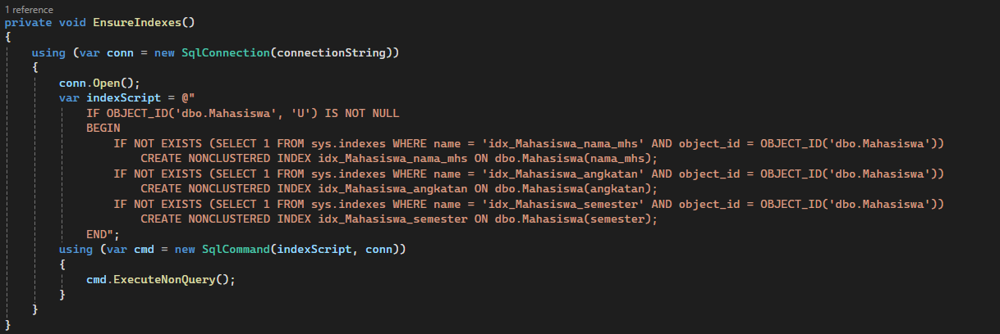 1 reference
private void EnsureIndexes()
{
    using (var conn = new SqlConnection(connectionString))
    {
        conn.Open();
        var indexScript = @"
            IF OBJECT_ID('dbo.Mahasiswa', 'U') IS NOT NULL
            BEGIN
                IF NOT EXISTS (SELECT 1 FROM sys.indexes WHERE name = 'idx_Mahasiswa_nama_mhs' AND object_id = OBJECT_ID('dbo.Mahasiswa'))
                    CREATE NONCLUSTERED INDEX idx_Mahasiswa_nama_mhs ON dbo.Mahasiswa(nama_mhs);
                IF NOT EXISTS (SELECT 1 FROM sys.indexes WHERE name = 'idx_Mahasiswa_angkatan' AND object_id = OBJECT_ID('dbo.Mahasiswa'))
                    CREATE NONCLUSTERED INDEX idx_Mahasiswa_angkatan ON dbo.Mahasiswa(angkatan);
                IF NOT EXISTS (SELECT 1 FROM sys.indexes WHERE name = 'idx_Mahasiswa_semester' AND object_id = OBJECT_ID('dbo.Mahasiswa'))
                    CREATE NONCLUSTERED INDEX idx_Mahasiswa_semester ON dbo.Mahasiswa(semester);
            END";
        using (var cmd = new SqlCommand(indexScript, conn))
        {
            cmd.ExecuteNonQuery();
        }
    }
}